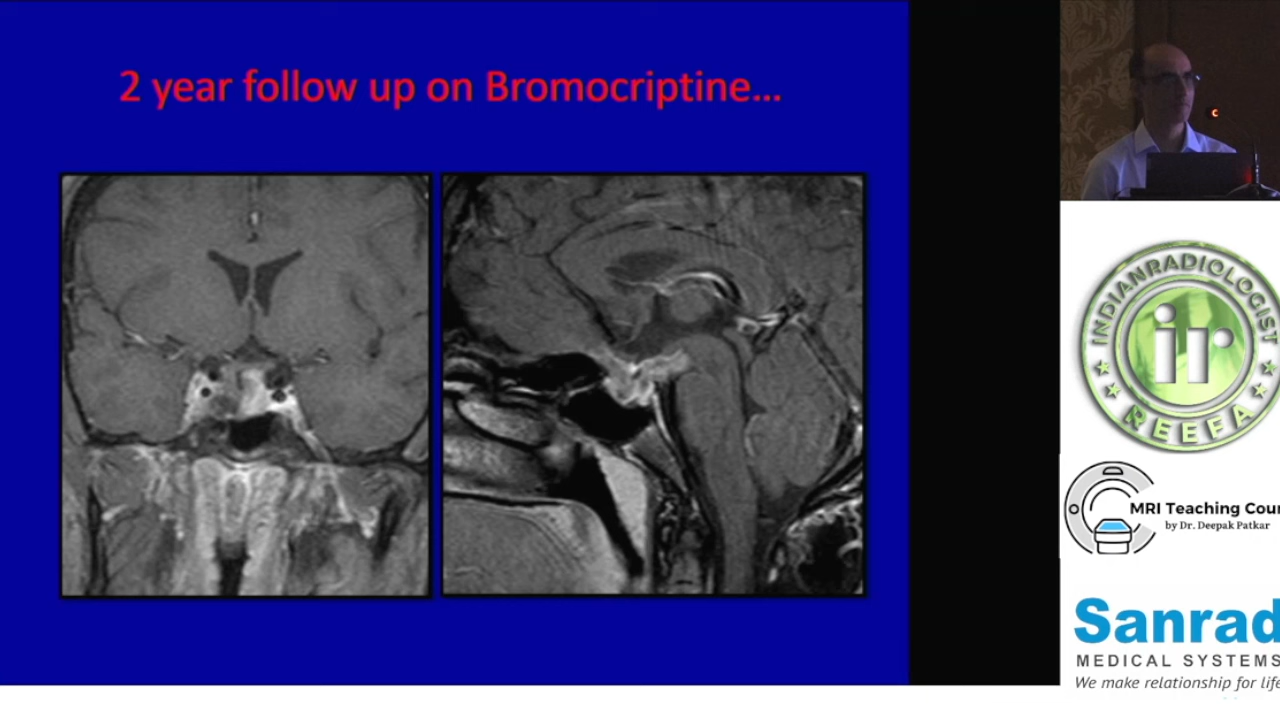 2 year follow up on Bromocriptine...
INDIANRADIOLOGIST
ir
REEFA
MRI Teaching Cour
by Dr. Deepak Patkar
Sanrad
MEDICAL SYSTEMS
We make relationship for life